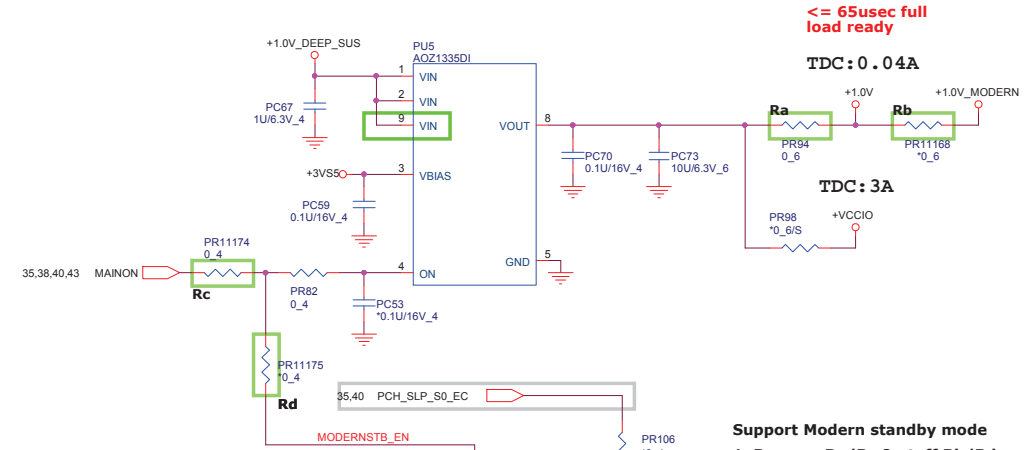 <= 65usec full
load ready
TDC:0.04A
+1.0V_DEEP_SUS
PU5
AOZ1335DI
1 VIN
2 VIN
9 VIN
PC67
1U/6.3V_4
VOUT 8
Ra
PR94
0_6
+1.0V
Rb
PR11168
*0_6
+1.0V_MODERN
PC70
0.1U/16V_4
PC73
10U/6.3V_6
+3VS5
3 VBIAS
PC59
0.1U/16V_4
TDC:3A
PR98
*0_6/S
+VCCIO
35,38,40,43 MAINON
PR11174
0_4
Rc
PR82
0_4
4 ON
GND 5
PC53
*0.1U/16V_4
PR11175
*0_4
Rd
35,40 PCH_SLP_S0_EC
MODERNSTB_EN
PR106
Support Modern standby mode